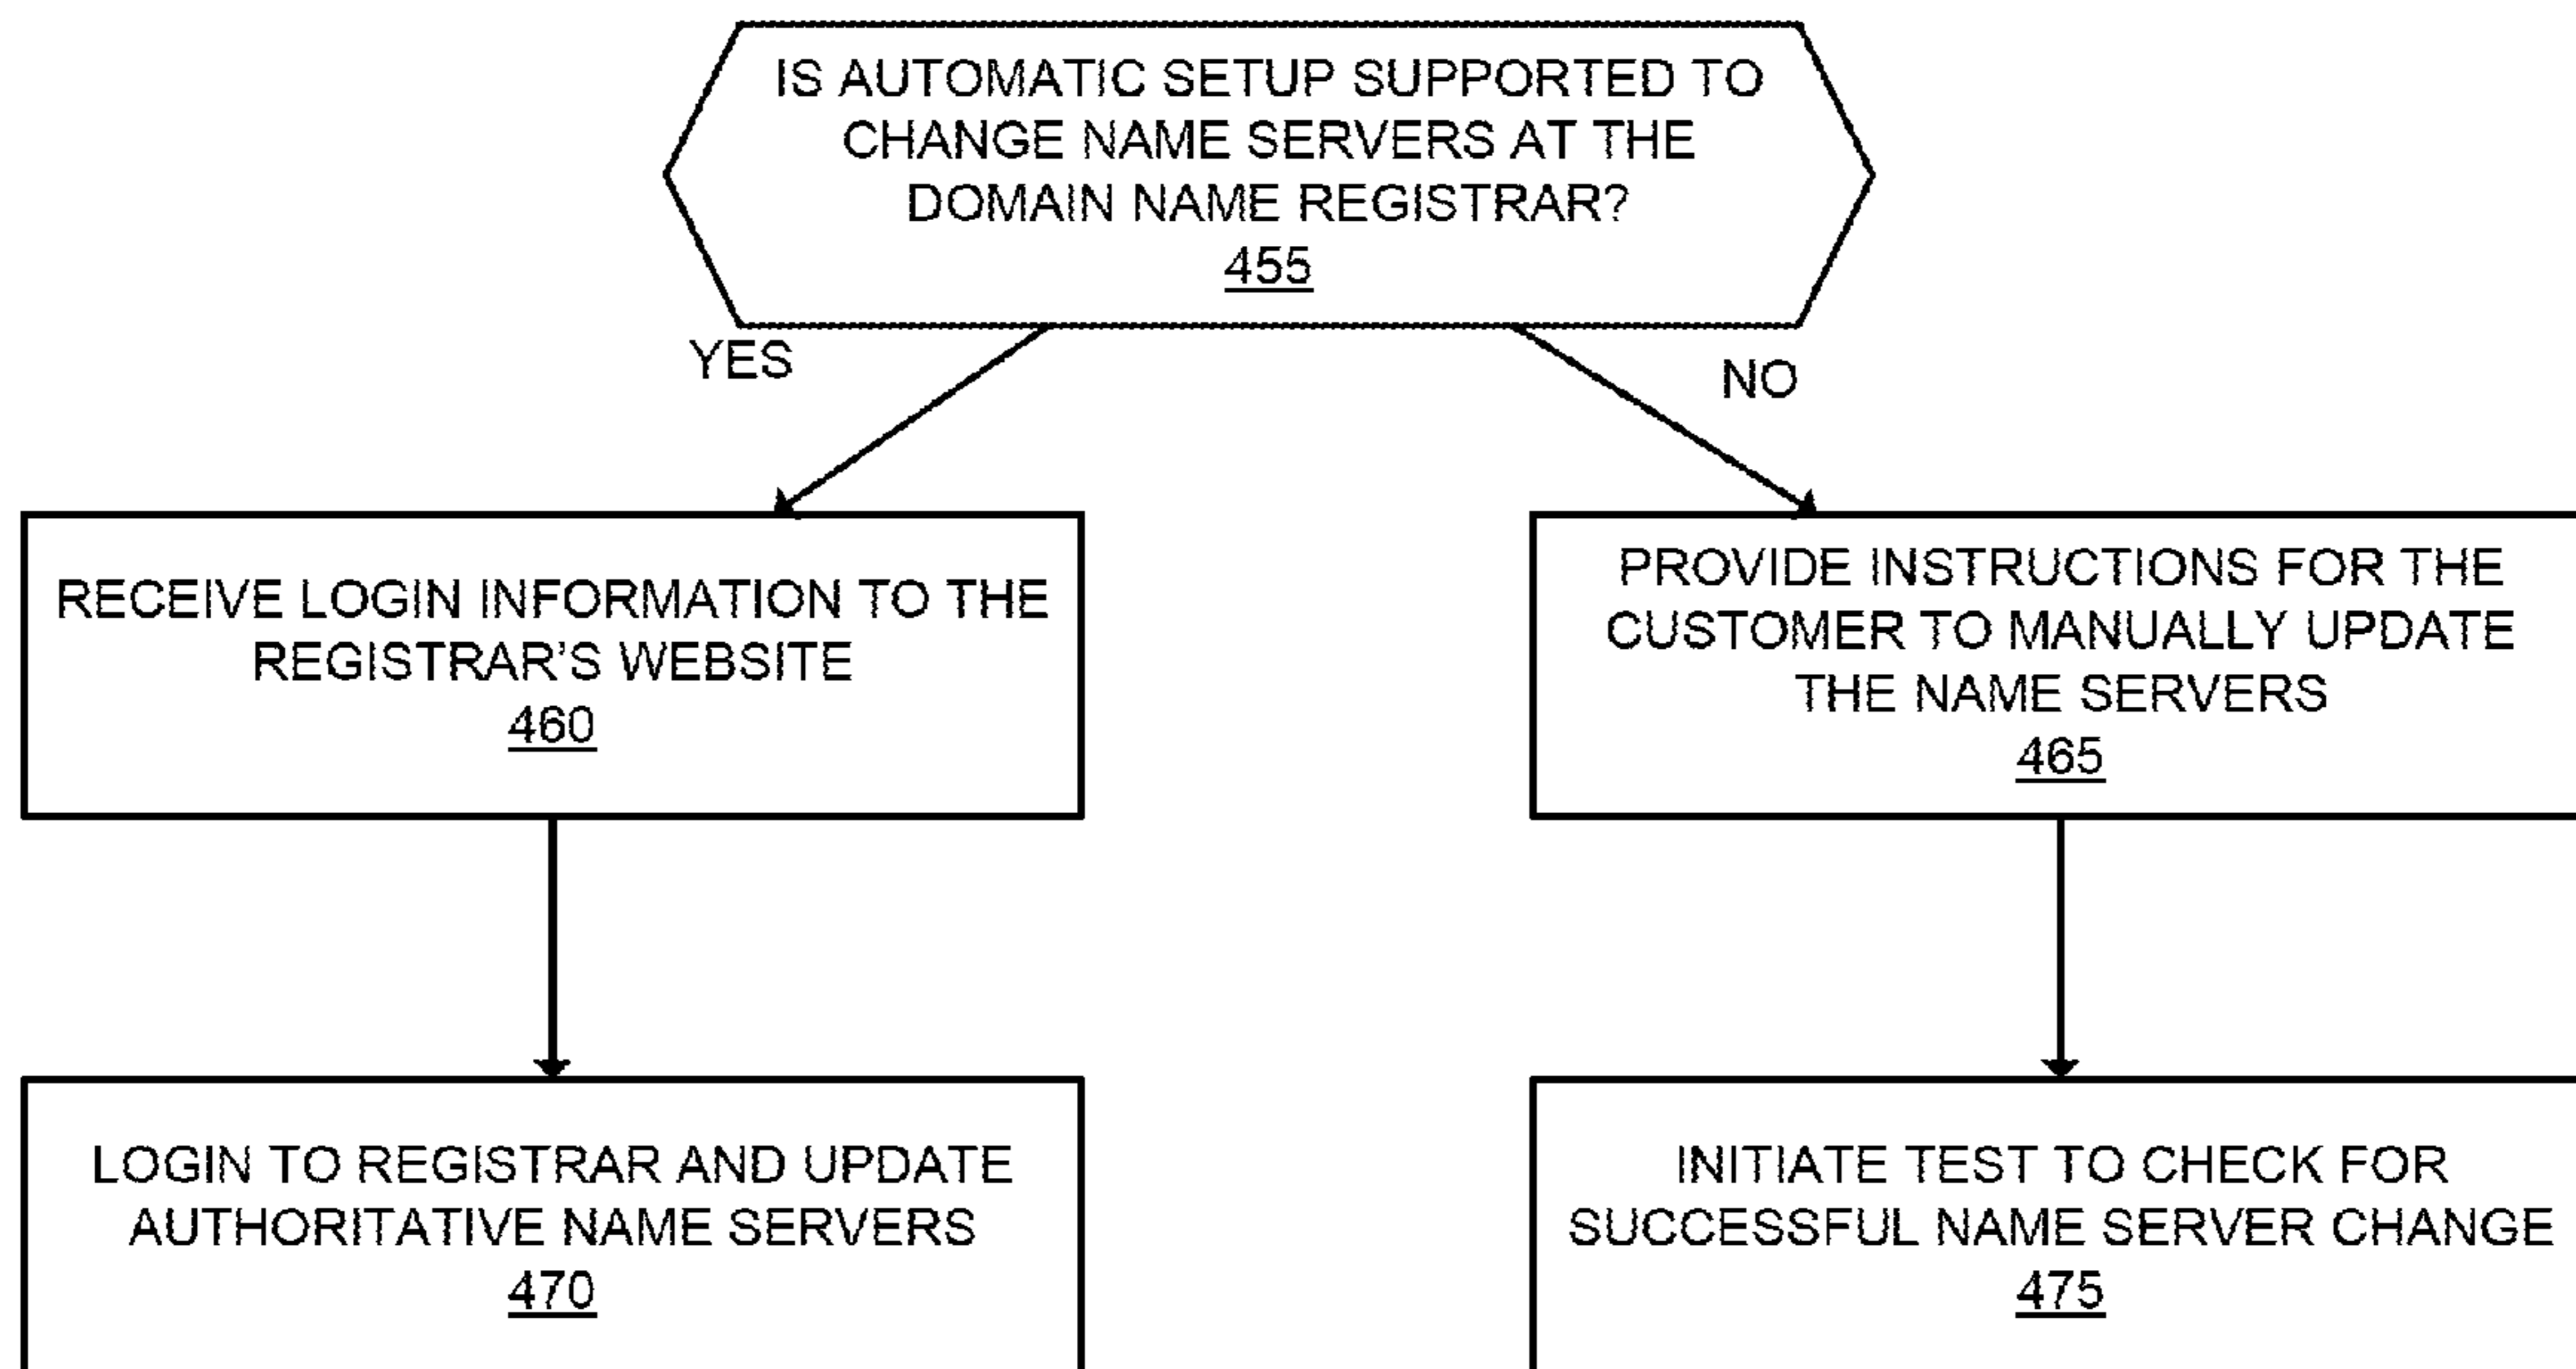 IS AUTOMATIC SETUP SUPPORTED TO
CHANGE NAME SERVERS AT THE
DOMAIN NAME REGISTRAR?
455
YES
NO
RECEIVE LOGIN INFORMATION TO THE
REGISTRAR'S WEBSITE
460
PROVIDE INSTRUCTIONS FOR THE
CUSTOMER TO MANUALLY UPDATE
THE NAME SERVERS
465
LOGIN TO REGISTRAR AND UPDATE
AUTHORITATIVE NAME SERVERS
470
INITIATE TEST TO CHECK FOR
SUCCESSFUL NAME SERVER CHANGE
475